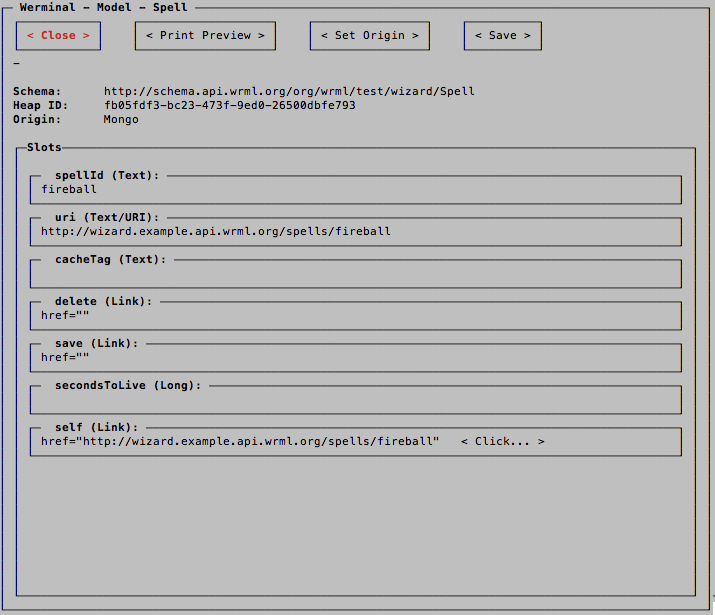 Werminal - Model - Spell
< Close > < Print Preview > < Set Origin > < Save >
Schema: http://schema.api.wrml.org/org/wrml/test/wizard/Spell
Heap ID: fb05fdf3-bc23-473f-9ed0-26500dbfe793
Origin: Mongo
Slots
spellId (Text):
fireball
uri (Text/URI):
http://wizard.example.api.wrml.org/spells/fireball
cacheTag (Text):
delete (Link):
href=""
save (Link):
href=""
secondsToLive (Long):
self (Link):
href="http://wizard.example.api.wrml.org/spells/fireball" < Click... >